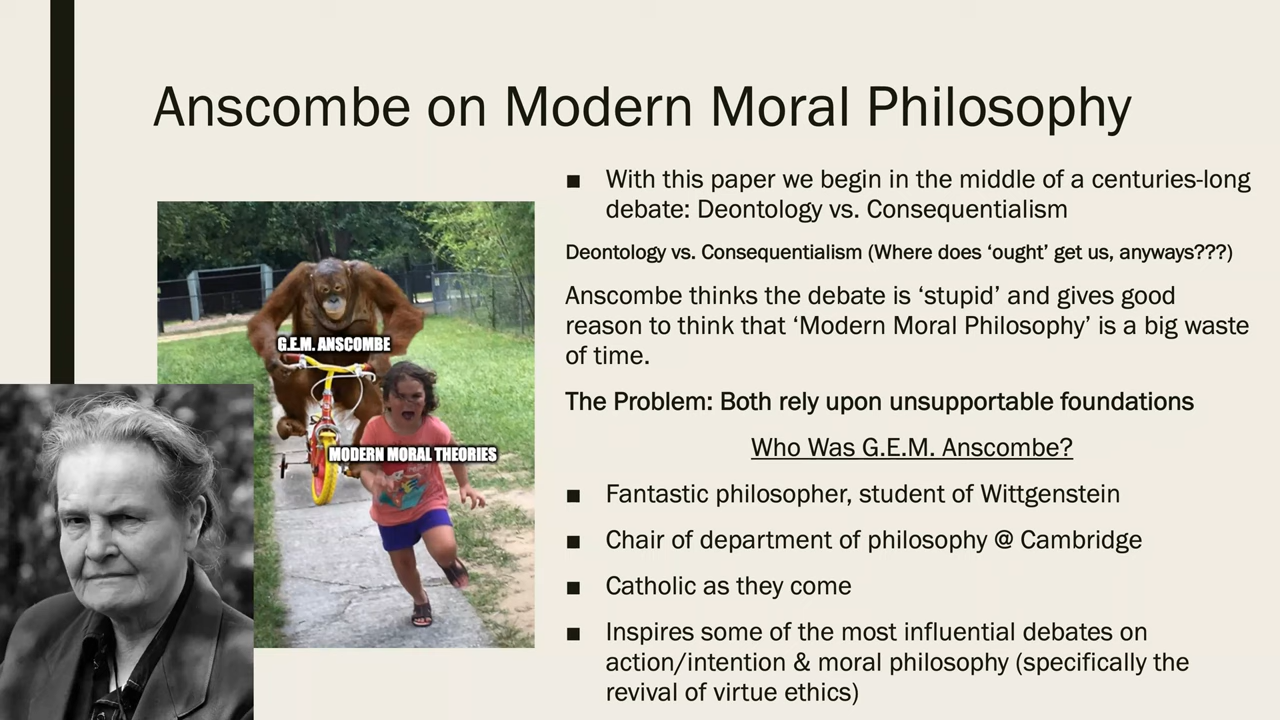 Anscombe on Modern Moral Philosophy
■ With this paper we begin in the middle of a centuries-long
debate: Deontology vs. Consequentialism
Deontology vs. Consequentialism (Where does ‘ought’ get us, anyways???)
Anscombe thinks the debate is ‘stupid’ and gives good
reason to think that ‘Modern Moral Philosophy’ is a big waste
of time.
The Problem: Both rely upon unsupportable foundations
Who Was G.E.M. Anscombe?
■ Fantastic philosopher, student of Wittgenstein
■ Chair of department of philosophy @ Cambridge
■ Catholic as they come
■ Inspires some of the most influential debates on
action/intention & moral philosophy (specifically the
revival of virtue ethics)
G.E.M. ANSCOMBE
MODERN MORAL THEORIES